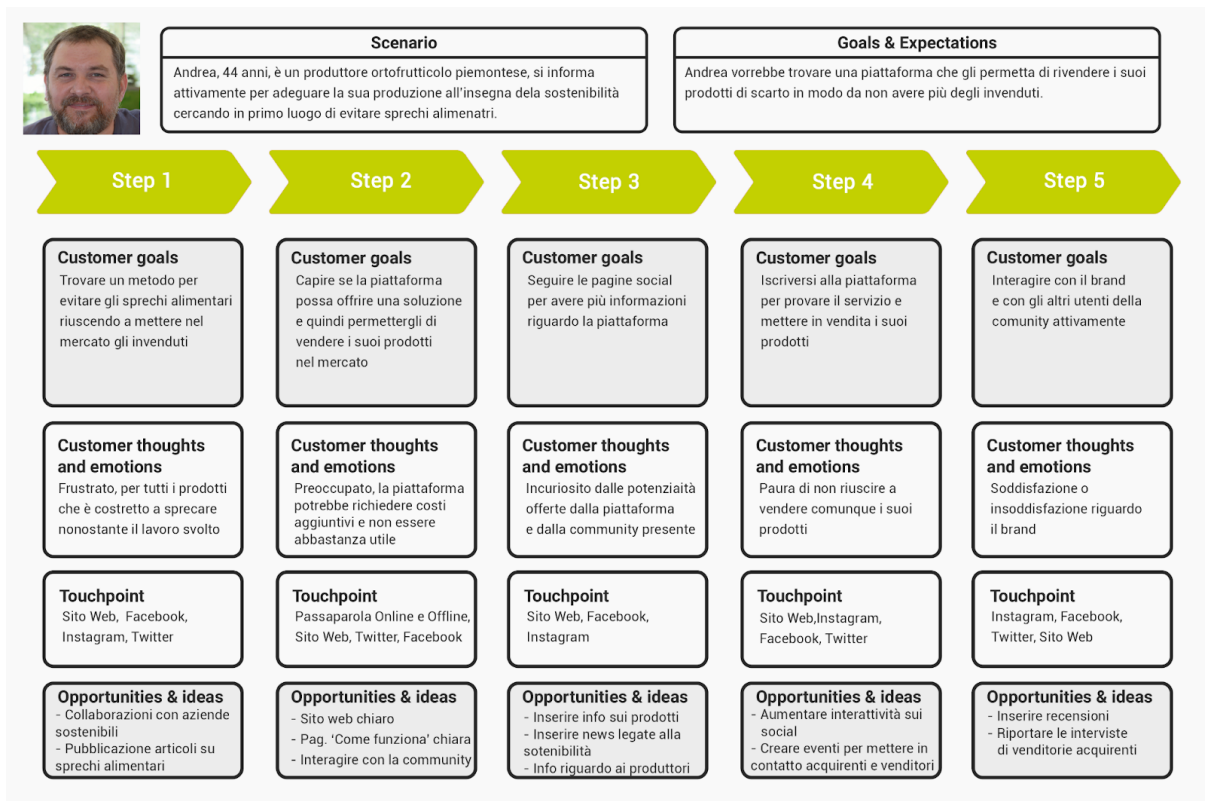 Scenario
Andrea, 44 anni, è un produttore ortofrutticolo piemontese, si informa
attivamente per adeguare la sua produzione all'insegna dela sostenibilità
cercando in primo luogo di evitare sprechi alimenatri.
Goals & Expectations
Andrea vorrebbe trovare una piattaforma che gli permetta di rivendere i suoi
prodotti di scarto in modo da non avere più degli invenduti.
Step 1
Step 2
Step 3
Step 4
Step 5
Customer goals
Trovare un metodo per
evitare gli sprechi alimentari
riuscendo a mettere nel
mercato gli invenduti
Customer goals
Capire se la piattaforma
possa offrire una soluzione
e quindi permettergli di
vendere i suoi prodotti
nel mercato
Customer goals
Seguire le pagine social
per avere più informazioni
riguardo la piattaforma
Customer goals
Iscriversi alla piattaforma
per provare il servizio e
mettere in vendita i suoi
prodotti
Customer goals
Interagire con il brand
e con gli altri utenti della
comunity attivamente
Customer thoughts
and emotions
Frustrato, per tutti i prodotti
che è costretto a sprecare
nonostante il lavoro svolto
Customer thoughts
and emotions
Preoccupato, la piattaforma
potrebbe richiedere costi
aggiuntivi e non essere
abbastanza utile
Customer thoughts
and emotions
Incuriosito dalle potenziaità
offerte dalla piattaforma
e dalla community presente
Customer thoughts
and emotions
Paura di non riuscire a
vendere comunque i suoi
prodotti
Customer thoughts
and emotions
Soddisfazione o
insoddisfazione riguardo
il brand
Touchpoint
Sito Web, Facebook,
Instagram, Twitter
Touchpoint
Passaparola Online e Offline,
Sito Web, Twitter, Facebook
Touchpoint
Sito Web, Facebook,
Instagram
Touchpoint
Sito Web,Instagram,
Facebook, Twitter
Touchpoint
Instagram, Facebook,
Twitter, Sito Web
Opportunities & ideas
- Collaborazioni con aziende
sostenibili
- Pubblicazione articoli su
sprechi alimentari
Opportunities & ideas
- Sito web chiaro
- Pag. 'Come funziona' chiara
- Interagire con la community
Opportunities & ideas
- Inserire info sui prodotti
- Inserire news legate alla
sotenibilità
- Info riguardo ai produttori
Opportunities & ideas
- Aumentare interattività sui
social
- Creare eventi per mettere in
contatto acquirenti e venditori
Opportunities & ideas
- Inserire recensioni
- Riportare le interviste
di venditorie acquirenti